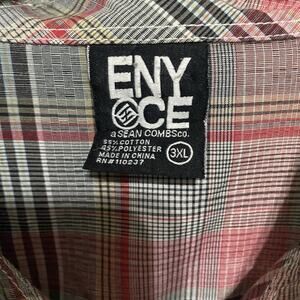 ENY
CE
a SEAN COMBS co.
55% COTTON
45% POLYESTER
MADE IN CHINA
RN#110237
3XL